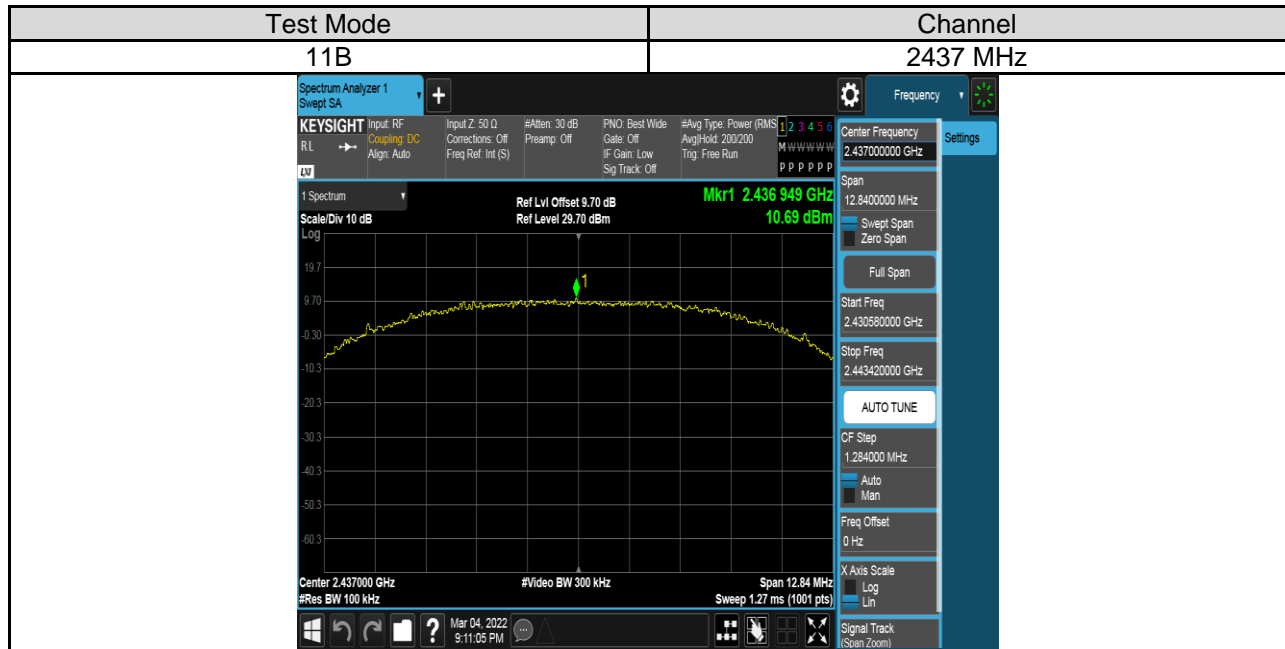 Test Mode Channel
11B 2437 MHz
Spectrum Analyzer 1
Swept SA
+
Frequency
KEYSIGHT
RL
LXI
Input: RF
Coupling: DC
Align: Auto
Input Z: 50 Ω
Corrections: Off
Freq Ref: Int (S)
#Atten: 30 dB
Preamp: Off
PNO: Best Wide
Gate: Off
IF Gain: Low
Sig Track: Off
#Avg Type: Power (RMS
Avg|Hold: 200/200
Trig: Free Run
1 2 3 4 5 6
M W W W W W
P P P P P P
1 Spectrum
Scale/Div 10 dB
Log
Ref Lvl Offset 9.70 dB
Ref Level 29.70 dBm
Mkr1 2.436 949 GHz
10.69 dBm
1
19.7
9.70
-0.30
-10.3
-20.3
-30.3
-40.3
-50.3
-60.3
Center 2.437000 GHz
#Res BW 100 kHz
#Video BW 300 kHz
Span 12.84 MHz
Sweep 1.27 ms (1001 pts)
?
Mar 04, 2022
9:11:05 PM
Center Frequency
2.437000000 GHz
Settings
Span
12.8400000 MHz
Swept Span
Zero Span
Full Span
Start Freq
2.430580000 GHz
Stop Freq
2.443420000 GHz
AUTO TUNE
CF Step
1.284000 MHz
Auto
Man
Freq Offset
0 Hz
X Axis Scale
Log
Lin
Signal Track
(Span Zoom)